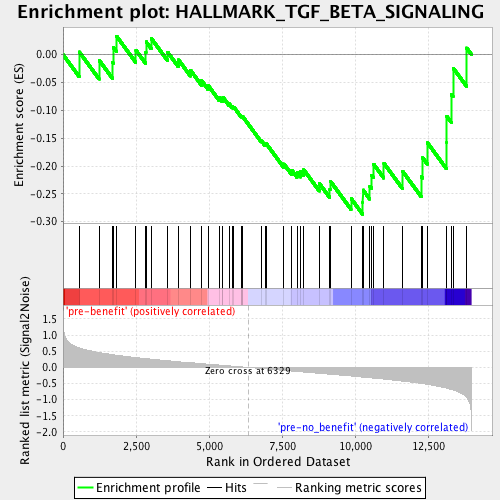 Enrichment plot: HALLMARK_TGF_BETA_SIGNALING
Enrichment score (ES)
0.00
-0.05
-0.10
-0.15
-0.20
-0.25
-0.30
'pre-benefit' (positively correlated)
Ranked list metric (Signal2Noise)
1.5
1.0
0.5
0.0
-0.5
-1.0
-1.5
-2.0
Zero cross at 6329
'pre-no_benefit' (negatively correlated)
0
2,500
5,000
7,500
10,000
12,500
Rank in Ordered Dataset
Enrichment profile
Hits
Ranking metric scores